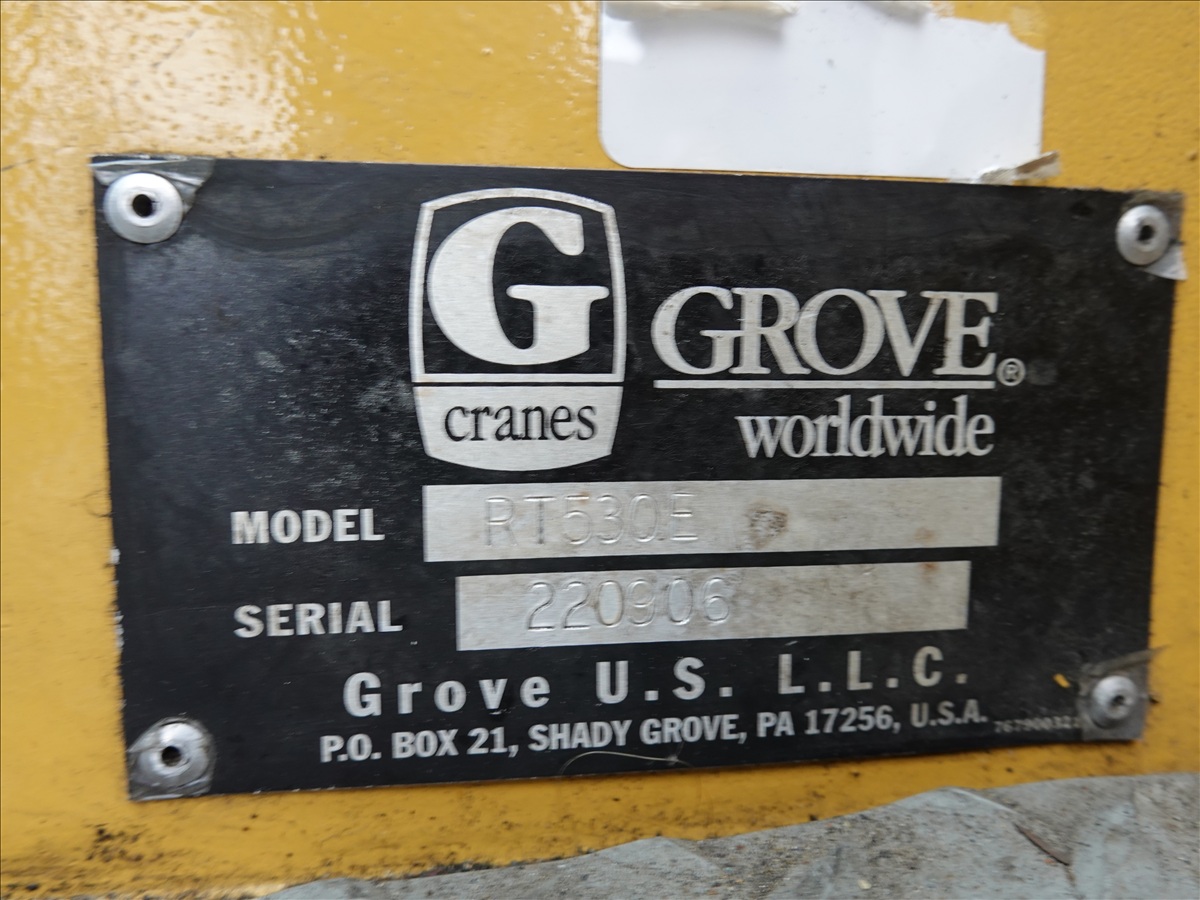 G
cranes
GROVE®
worldwide
MODEL RT530E
SERIAL 220906
Grove U.S. L.L.C.
P.O. BOX 21, SHADY GROVE, PA 17256, U.S.A.